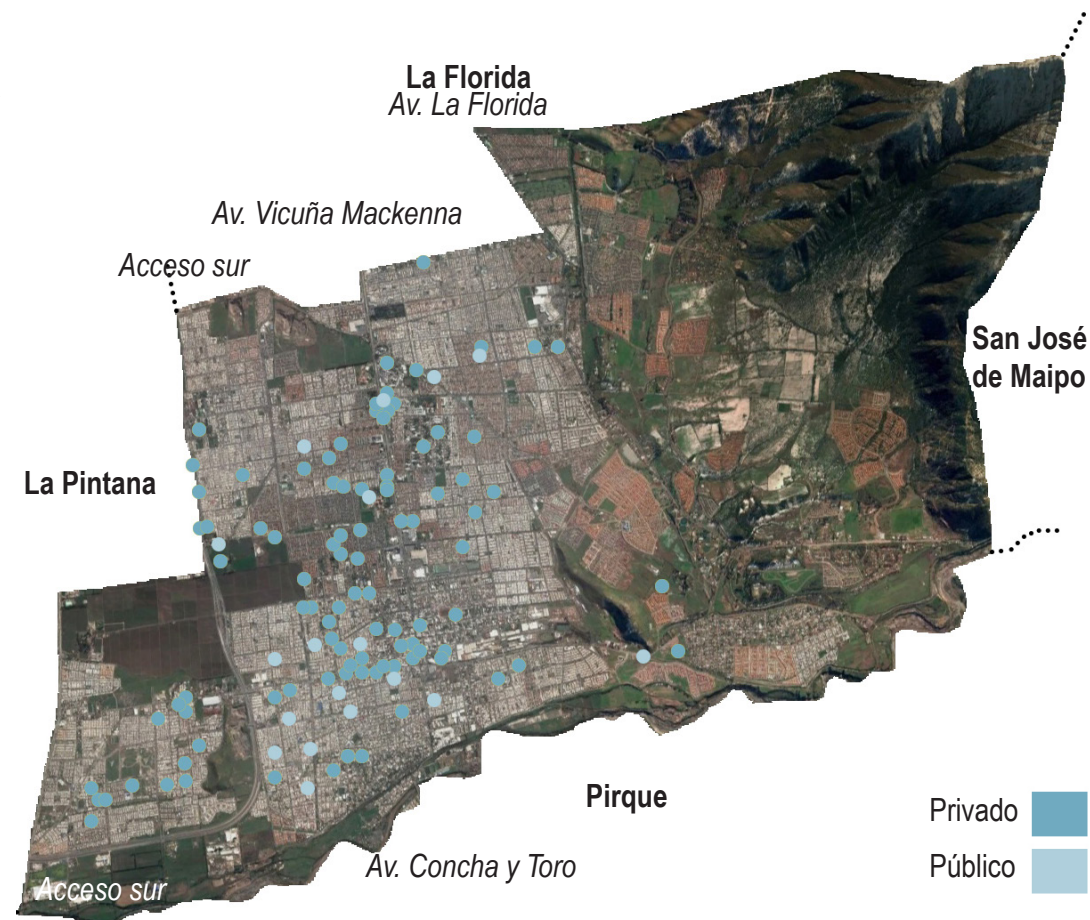 La Florida
Av. La Florida
Av. Vicuña Mackenna
Acceso sur
San José
de Maipo
La Pintana
Pirque
Privado
Av. Concha y Toro
Público
Acceso sur